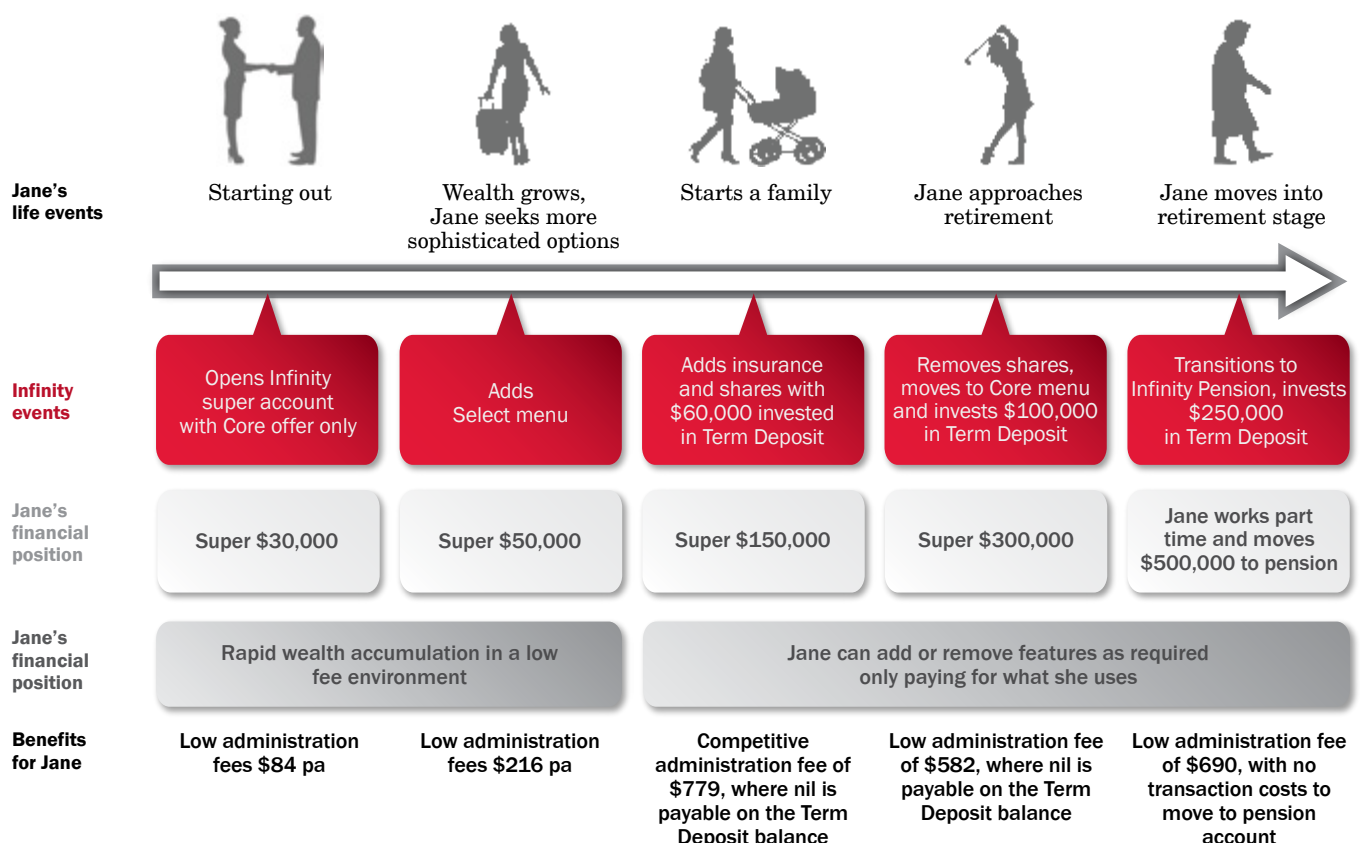 Jane's
life events
Starting out
Wealth grows,
Jane seeks more
sophisticated options
Starts a family
Jane approaches
retirement
Jane moves into
retirement stage
Infinity
events
Opens Infinity
super account
with Core offer only
Adds
Select menu
Adds insurance
and shares with
$60,000 invested
in Term Deposit
Removes shares,
moves to Core menu
and invests $100,000
in Term Deposit
Transitions to
Infinity Pension, invests
$250,000
in Term Deposit
Jane's
financial
position
Super $30,000
Super $50,000
Super $150,000
Super $300,000
Jane works part
time and moves
$500,000 to pension
Jane's
financial
position
Rapid wealth accumulation in a low
fee environment
Jane can add or remove features as required
only paying for what she uses
Benefits
for Jane
Low administration
fees $84 pa
Low administration
fees $216 pa
Competitive
administration fee of
$779, where nil is
payable on the Term
Deposit balance
Low administration fee
of $582, where nil is
payable on the Term
Deposit balance
Low administration fee
of $690, with no
transaction costs to
move to pension
account